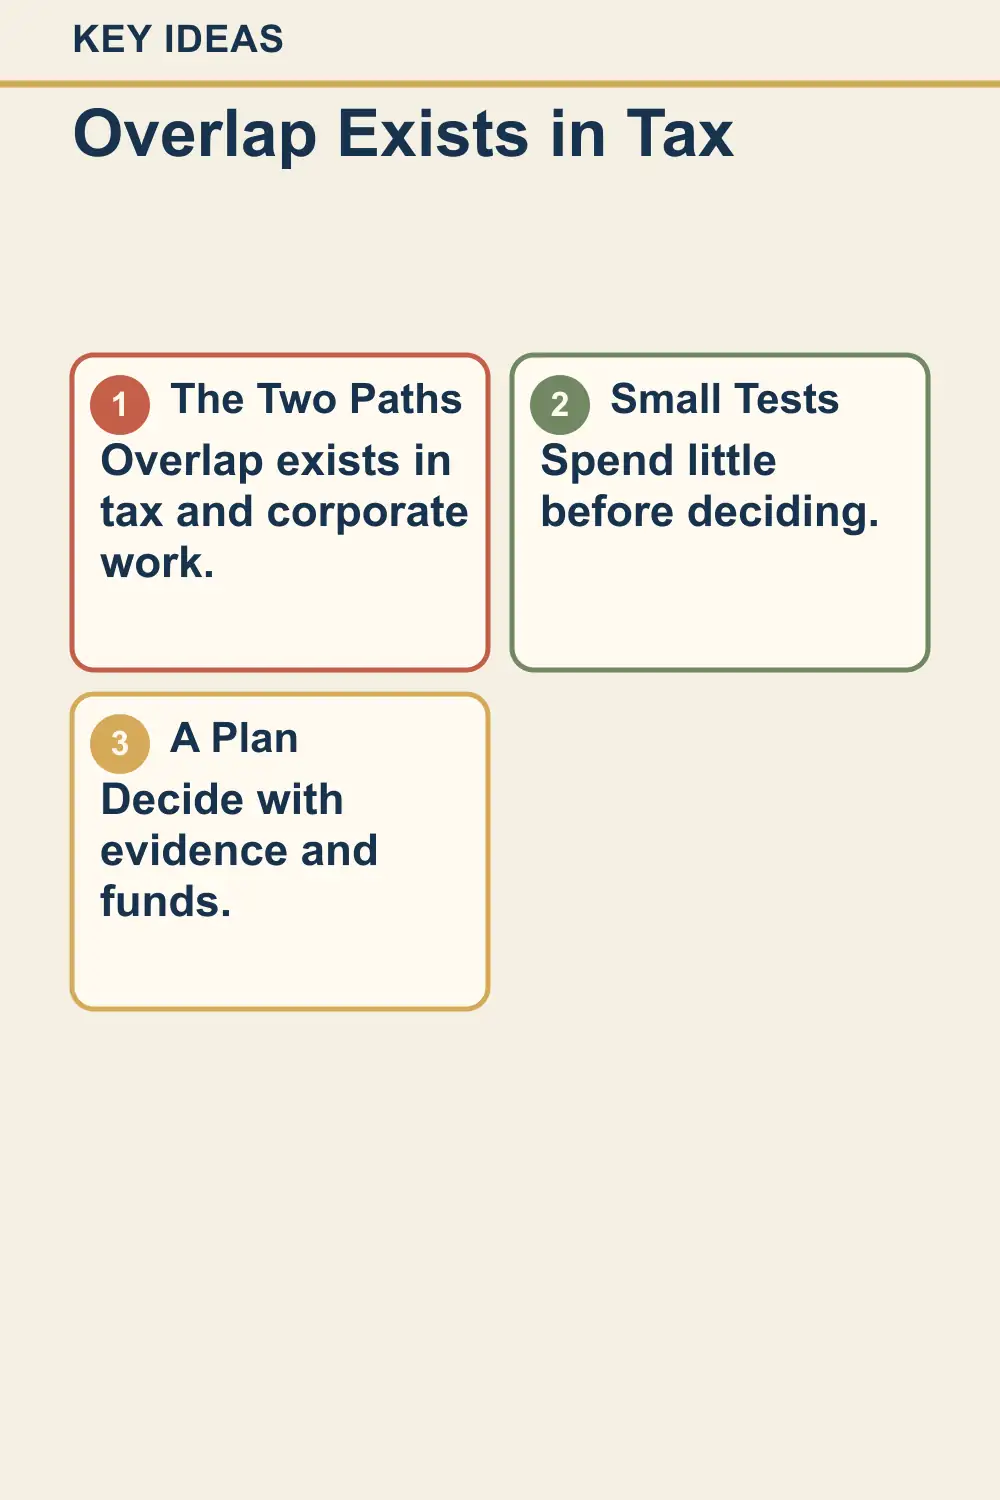 KEY IDEAS
Overlap Exists in Tax
1 The Two Paths
Overlap exists in
tax and corporate
work.
2 Small Tests
Spend little
before deciding.
3 A Plan
Decide with
evidence and
funds.